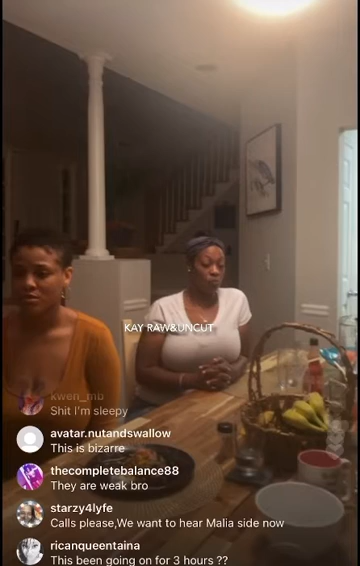 KAY RAW&UNCUT
kwen_mb
Shit I'm sleepy
avatar.nutandswallow
This is bizarre
thecompletebalance88
They are weak bro
starzy4lyfe
Calls please,We want to hear Malia side now
ricanqueentaina
This been going on for 3 hours ??